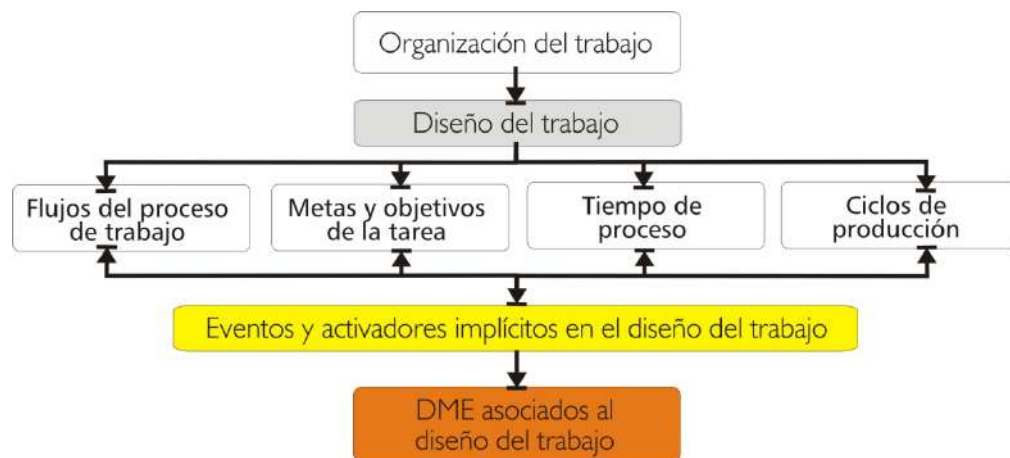 Organización del trabajo
Diseño del trabajo
Flujos del proceso
de trabajo
Metas y objetivos
de la tarea
Tiempo de
proceso
Ciclos de
producción
Eventos y activadores implícitos en el diseño del trabajo
DME asociados al
diseño del trabajo